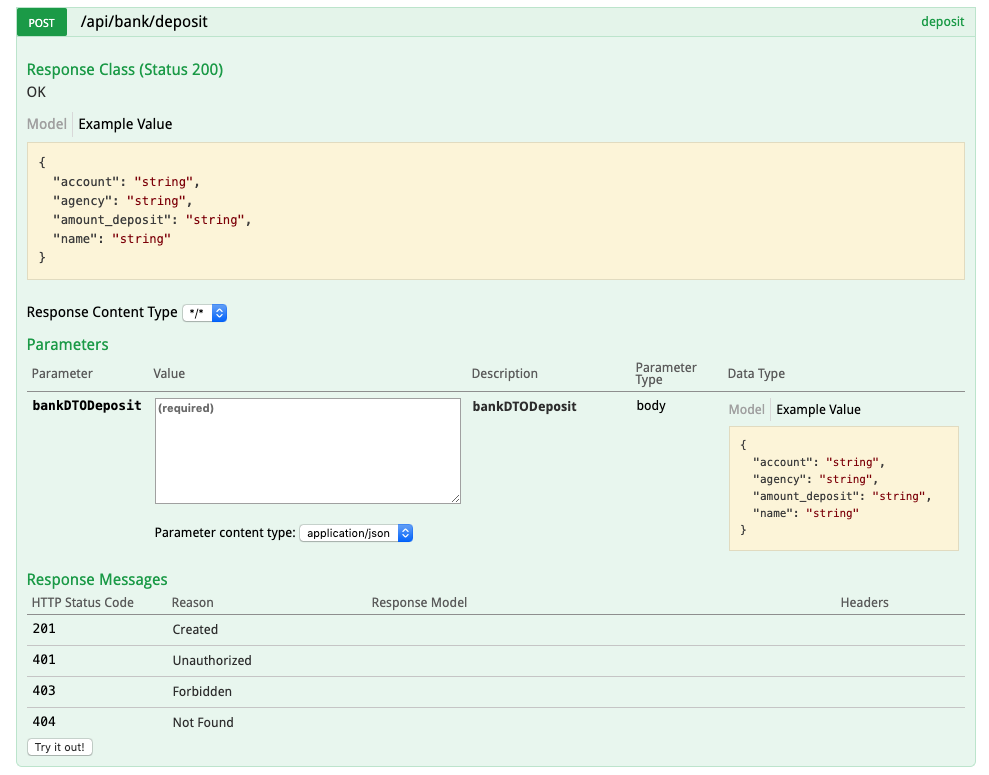 POST /api/bank/deposit deposit
Response Class (Status 200)
OK
Model Example Value
{
"account": "string",
"agency": "string",
"amount_deposit": "string",
"name": "string"
}
Response Content Type */*
Parameters
Parameter Value Description Parameter Type Data Type
bankDTODeposit (required) bankDTODeposit body Model Example Value
{
"account": "string",
"agency": "string",
"amount_deposit": "string",
"name": "string"
}
Parameter content type: application/json
Response Messages
HTTP Status Code Reason Response Model Headers
201 Created
401 Unauthorized
403 Forbidden
404 Not Found
Try it out!